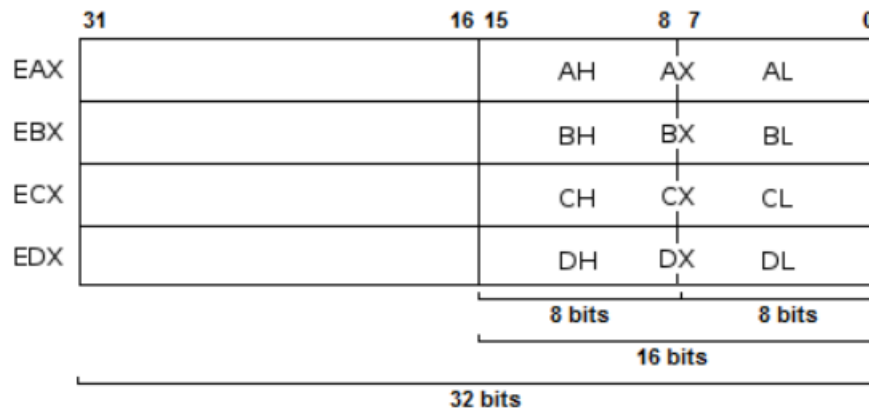 31 16 15 8 7 0
EAX AH AX AL
EBX BH BX BL
ECX CH CX CL
EDX DH DX DL
8 bits 8 bits
16 bits
32 bits